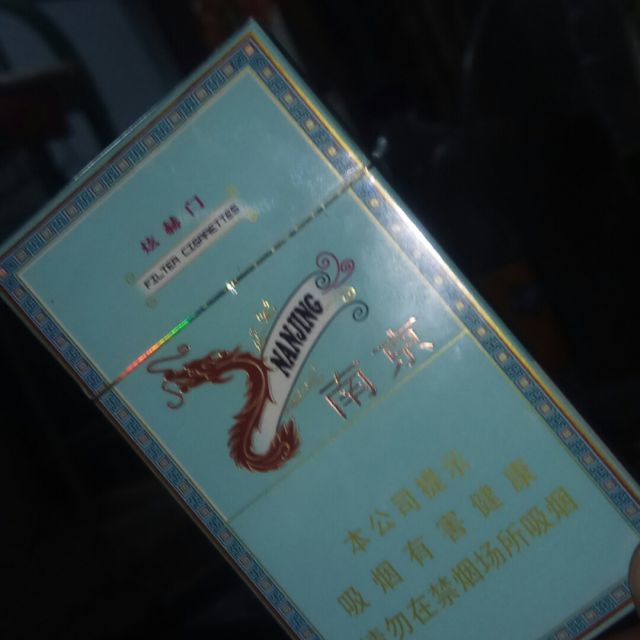 炫赫门
FILTER CIGARETTES
NANJING
南京
本公司提示
吸烟有害健康
请勿在禁烟场所吸烟